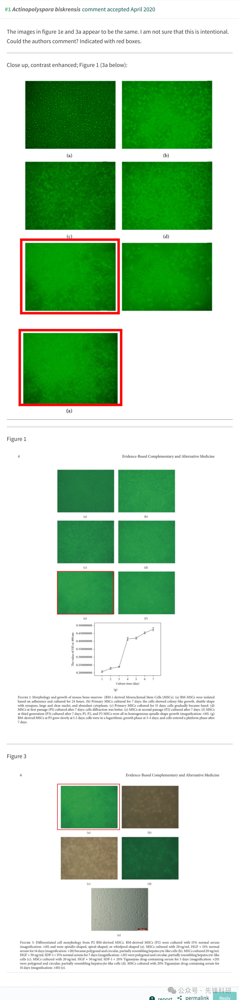 #1 Actinopolyspora biskrensis comment accepted April 2020
The images in figure 1e and 3a appear to be the same. I am not sure that this is intentional.
Could the authors comment? Indicated with red boxes.
Close up, contrast enhanced; Figure 1 (3a below):
(a) (b)
(c) (d)
(a)
Figure 1
4 Evidence-Based Complementary and Alternative Medicine
(a) (b)
(c) (d)
(e) (f)
0.500000000
0.450000000
0.400000000
0.350000000
0.300000000
0.250000000
0.200000000
The value of OD at 490 nm
1 2 3 4 5 6 7
Culture time (day)
(g)
Figure 1: Morphology and growth of mouse bone-marrow- (BM-) derived Mesenchymal Stem Cells (MSCs). (a) BM-MSCs were isolated
based on adherence and cultured for 24 hours. (b) Primary MSCs cultured for 7 days; the cells showed colony-like growth, shuttle shape
with synapses, large and clear nuclei, and abundant cytoplasm. (c) Primary MSCs cultured for 15 days; cells gradually became fused. (d)
MSCs at first passage (P1) cultured after 7 days; cells diffraction was better. (e) MSCs at second passage (P2) cultured after 7 days. (f) MSCs
at third generation (P3) cultured after 7 days; P1, P2, and P3 MSCs were all in homogeneous spindle shape growth (magnification: ×10). (g)
BM-derived MSCs at P3 grew slowly at 1-2 days; cells were in a logarithmic growth phase at 3-4 days; and cells entered a platform phase after
7 days.
Figure 3
6 Evidence-Based Complementary and Alternative Medicine
(a) (b)
(c) (d)
(e)
Figure 3: Differentiated cell morphology from P2 BM-derived MSCs. BM-derived MSCs (P2) were cultured with 15% normal serum
(magnification: ×10) and were spindle-shaped, spiral-shaped, or whirlpool-shaped (a). MSCs cultured with 20 ng/mL HGF + 15% normal
serum for 14 days (magnification: ×20) became polygonal and circular, partially resembling hepatocyte-like cells (b). MSCs cultured 20 ng/mL
HGF + 50 ng/mL SDF-1 + 15% normal serum for 7 days (magnification: ×20) were polygonal and circular, partially resembling hepatocyte-like
cells (c). MSCs cultured with 20 ng/mL HGF + 50 ng/mL SDF-1 + 20% Yiguanjian drug-containing serum for 5 days (magnification: ×20)
were polygonal and circular, partially resembling hepatocyte-like cells (d). MSCs cultured with 20% Yiguanjian drug-containing serum for
14 days (magnification: ×10) (e).
公众号 · 先锋科研
report permalink Reply